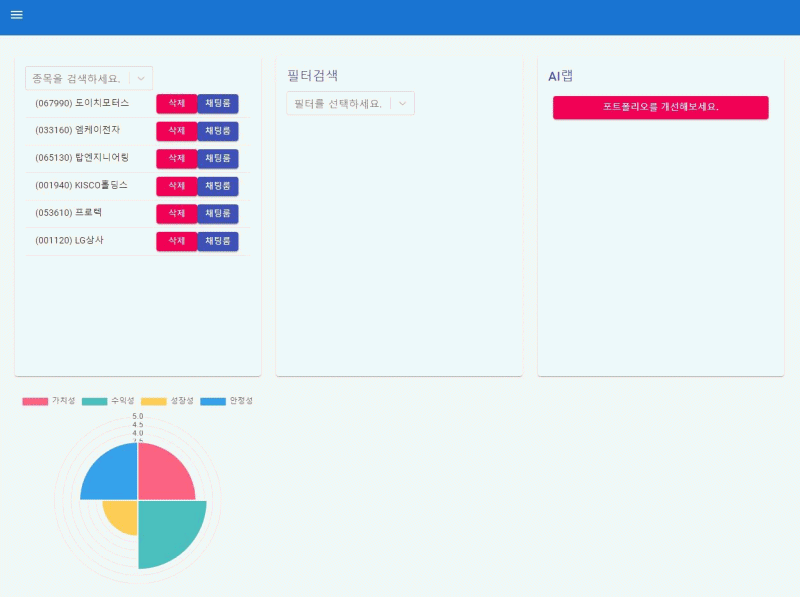 종목을 검색하세요.
(067990) 도이치모터스 삭제 채팅룸
(033160) 엠케이전자 삭제 채팅룸
(065130) 탑엔지니어링 삭제 채팅룸
(001940) KISCO홀딩스 삭제 채팅룸
(053610) 프로텍 삭제 채팅룸
(001120) LG상사 삭제 채팅룸
필터검색
필터를 선택하세요.
AI랩
포트폴리오를 개선해보세요.
가치성 수익성 성장성 안정성
5.0
4.5
4.0